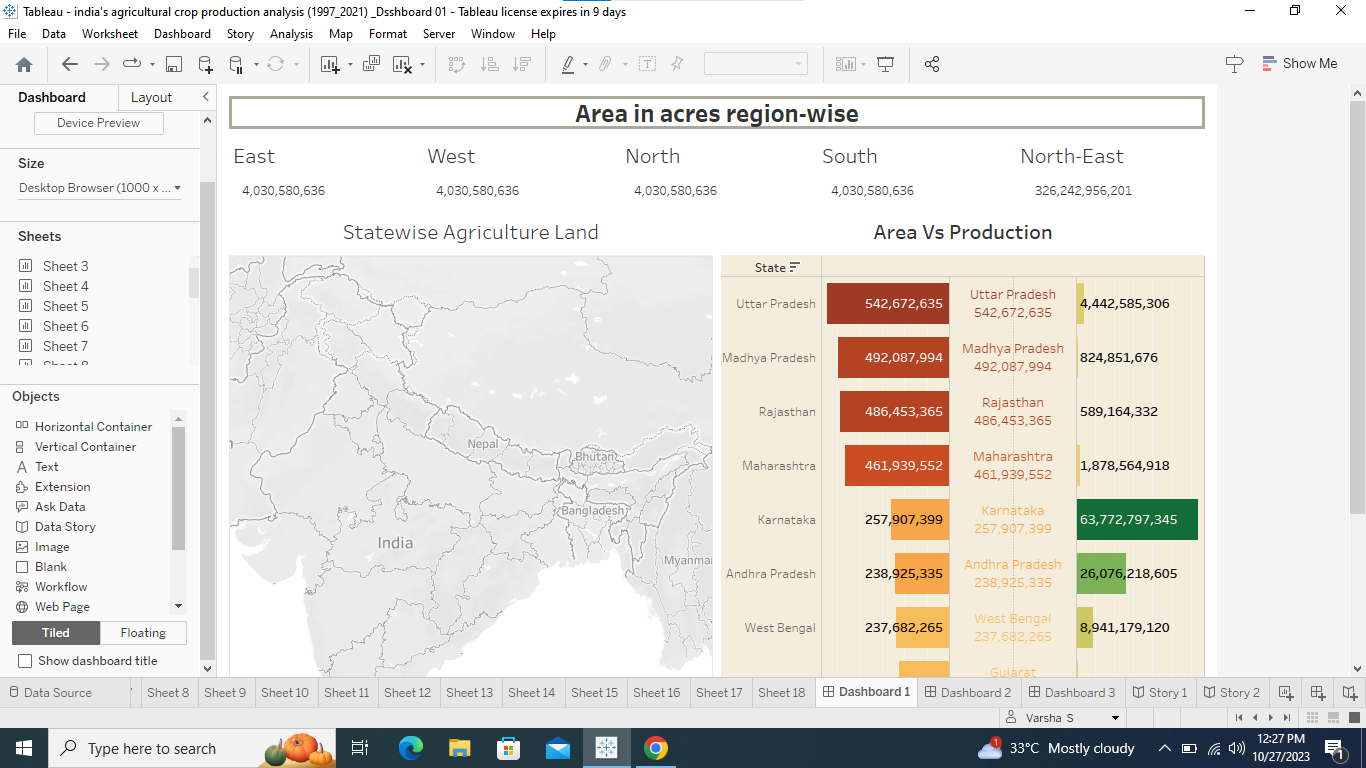 Tableau - india's agricultural crop production analysis (1997_2021) _Dsshboard 01 - Tableau license expires in 9 days
File Data Worksheet Dashboard Story Analysis Map Format Server Window Help
Show Me
Dashboard Layout
Device Preview
Size
Desktop Browser (1000 x ...
Sheets
Sheet 3
Sheet 4
Sheet 5
Sheet 6
Sheet 7
Sheet 8
Objects
Horizontal Container
Vertical Container
Text
Extension
Ask Data
Data Story
Image
Blank
Workflow
Web Page
Tiled Floating
Show dashboard title
Area in acres region-wise
East West North South North-East
4,030,580,636 4,030,580,636 4,030,580,636 4,030,580,636 326,242,956,201
Statewise Agriculture Land
Nepal
Bhutan
Bangladesh
India
Myanmar
Area Vs Production
State
Uttar Pradesh 542,672,635 Uttar Pradesh 542,672,635 4,442,585,306
Madhya Pradesh 492,087,994 Madhya Pradesh 492,087,994 824,851,676
Rajasthan 486,453,365 Rajasthan 486,453,365 589,164,332
Maharashtra 461,939,552 Maharashtra 461,939,552 1,878,564,918
Karnataka 257,907,399 Karnataka 257,907,399 63,772,797,345
Andhra Pradesh 238,925,335 Andhra Pradesh 238,925,335 26,076,218,605
West Bengal 237,682,265 West Bengal 237,682,265 8,941,179,120
Gujarat
Data Source Sheet 8 Sheet 9 Sheet 10 Sheet 11 Sheet 12 Sheet 13 Sheet 14 Sheet 15 Sheet 16 Sheet 17 Sheet 18 Dashboard 1 Dashboard 2 Dashboard 3 Story 1 Story 2
Varsha S
Type here to search
1
33°C Mostly cloudy
12:27 PM
10/27/2023
1